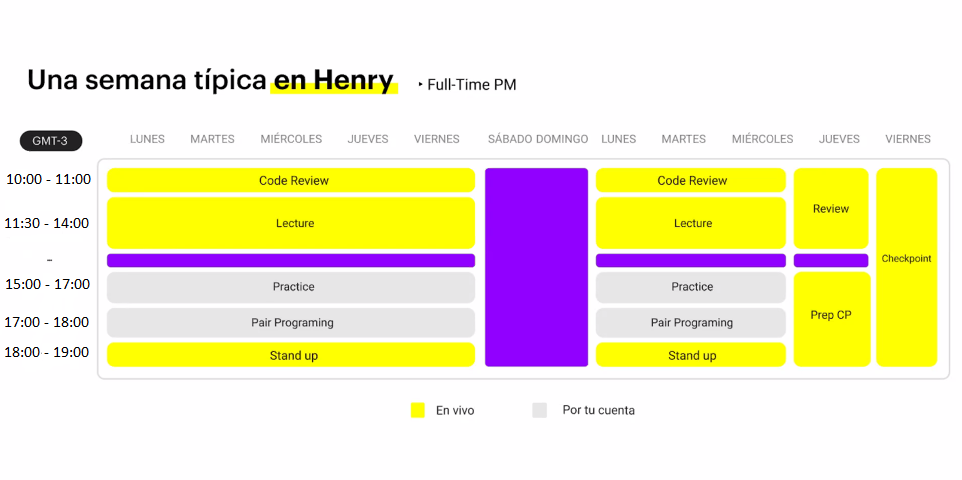 Una semana típica en Henry ‣ Full-Time PM
GMT-3 LUNES MARTES MIÉRCOLES JUEVES VIERNES SÁBADO DOMINGO LUNES MARTES MIÉRCOLES JUEVES VIERNES
10:00 - 11:00 Code Review Code Review
Review
11:30 - 14:00 Lecture Lecture
- Checkpoint
15:00 - 17:00 Practice Practice
Prep CP
17:00 - 18:00 Pair Programing Pair Programing
18:00 - 19:00 Stand up Stand up
En vivo Por tu cuenta